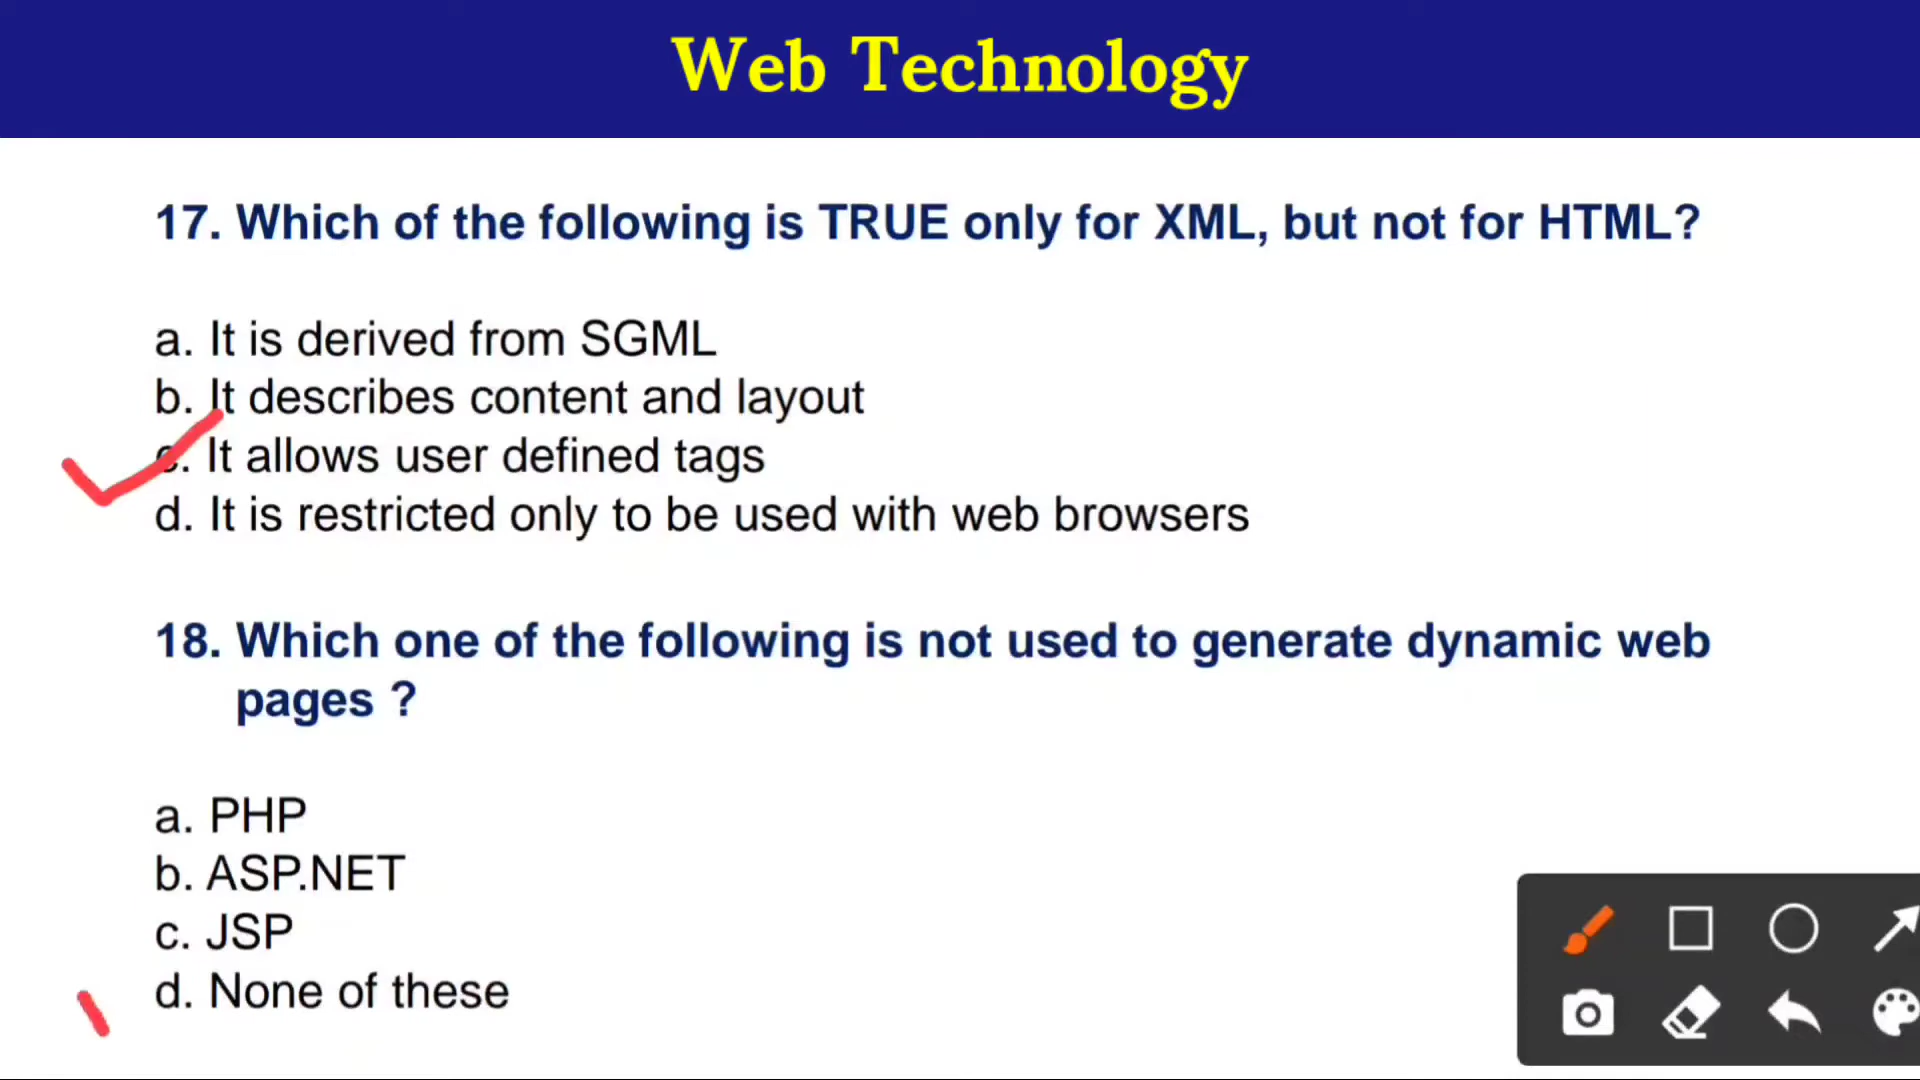 Web Technology
17. Which of the following is TRUE only for XML, but not for HTML?
a. It is derived from SGML
b. It describes content and layout
c. It allows user defined tags
d. It is restricted only to be used with web browsers
18. Which one of the following is not used to generate dynamic web
pages ?
a. PHP
b. ASP.NET
c. JSP
d. None of these